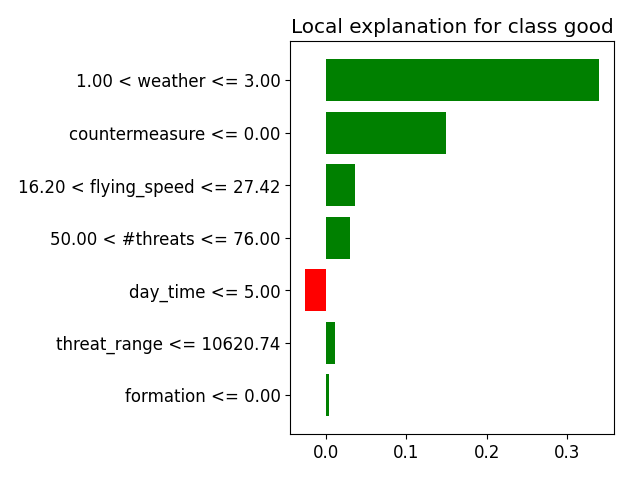 Local explanation for class good
1.00 < weather <= 3.00
countermeasure <= 0.00
16.20 < flying_speed <= 27.42
50.00 < #threats <= 76.00
day_time <= 5.00
threat_range <= 10620.74
formation <= 0.00
0.0 0.1 0.2 0.3